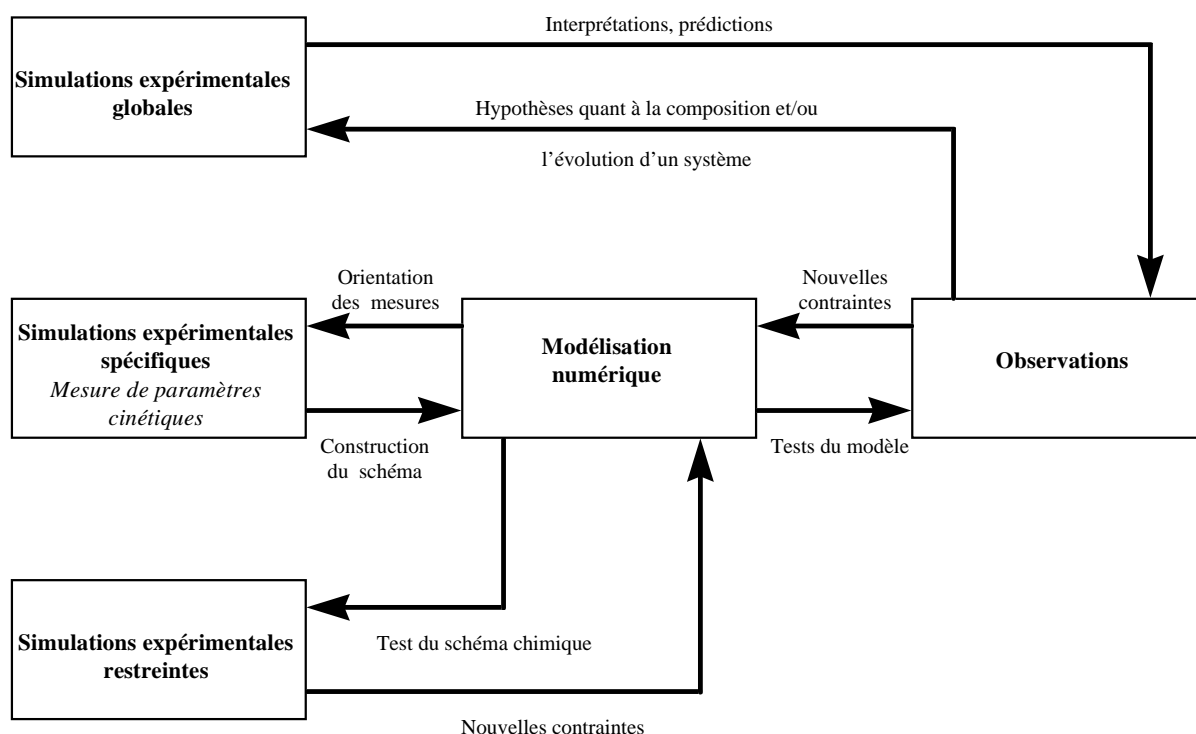 Interprétations, prédictions
Simulations expérimentales
globales
Hypothèses quant à la composition et/ou
l'évolution d'un système
Orientation
des mesures
Nouvelles
contraintes
Simulations expérimentales
spécifiques
Mesure de paramètres
cinétiques
Modélisation
numérique
Observations
Construction
du schéma
Tests du modèle
Simulations expérimentales
restreintes
Test du schéma chimique
Nouvelles contraintes